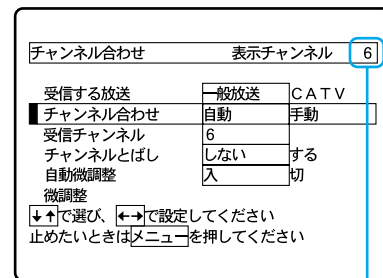 チャンネル合わせ 表示チャンネル 6
受信する放送 一般放送 CATV
チャンネル合わせ 自動 手動
受信チャンネル 6
チャンネルとばし しない する
自動微調整 入 切
微調整
↓↑で選び、←→で設定してください
止めたいときはメニューを押してください